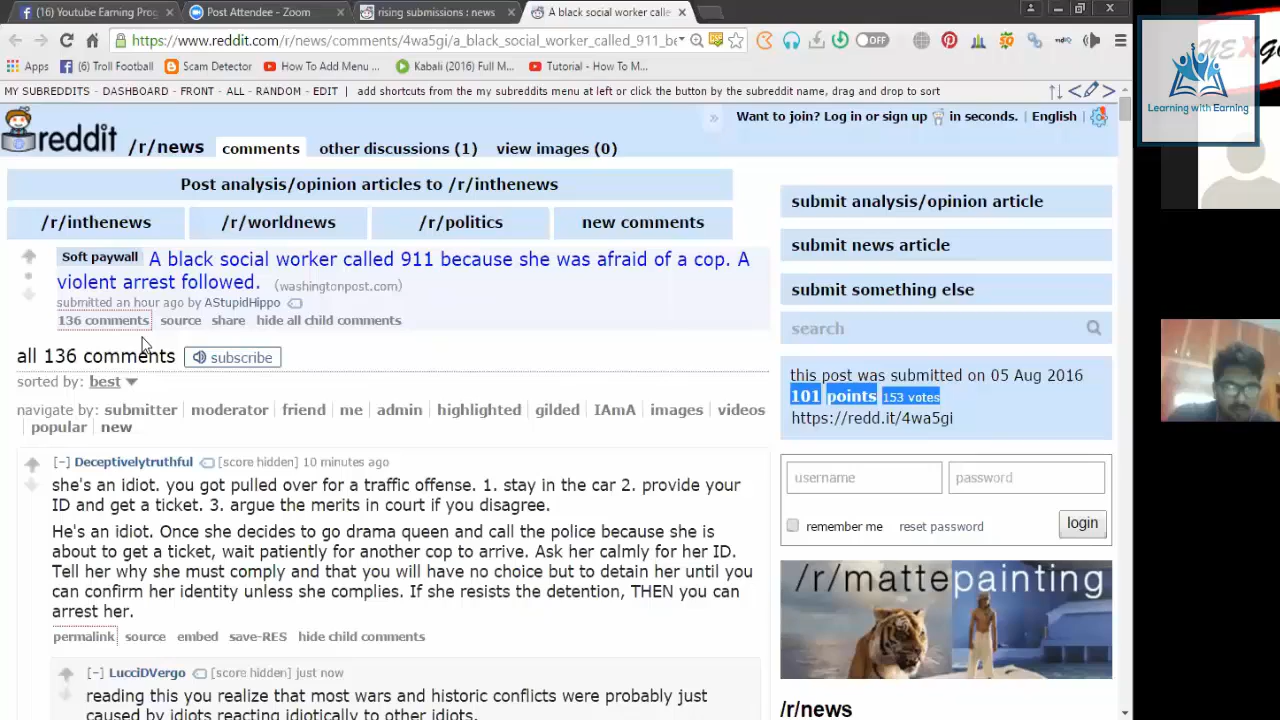 (16) Youtube Earning Prog
Post Attendee - Zoom
rising submissions : news
A black social worker calle
https://www.reddit.com/r/news/comments/4wa5gi/a_black_social_worker_called_911_be
OFF
Apps
(6) Troll Football
Scam Detector
How To Add Menu ...
Kabali (2016) Full M...
Tutorial - How To M...
MY SUBREDDITS - DASHBOARD - FRONT - ALL - RANDOM - EDIT | add shortcuts from the my subreddits menu at left or click the button by the subreddit name, drag and drop to sort
Learning with Earning
reddit /r/news comments other discussions (1) view images (0)
Want to join? Log in or sign up in seconds. | English
Post analysis/opinion articles to /r/inthenews
/r/inthenews /r/worldnews /r/politics new comments
Soft paywall A black social worker called 911 because she was afraid of a cop. A
violent arrest followed. (washingtonpost.com)
submitted an hour ago by AStupidHippo
136 comments source share hide all child comments
all 136 comments subscribe
sorted by: best
navigate by: submitter moderator friend me admin highlighted gilded IAmA images videos
popular new
[-] Deceptivelytruthful [score hidden] 10 minutes ago
she's an idiot. you got pulled over for a traffic offense. 1. stay in the car 2. provide your
ID and get a ticket. 3. argue the merits in court if you disagree.
He's an idiot. Once she decides to go drama queen and call the police because she is
about to get a ticket, wait patiently for another cop to arrive. Ask her calmly for her ID.
Tell her why she must comply and that you will have no choice but to detain her until you
can confirm her identity unless she complies. If she resists the detention, THEN you can
arrest her.
permalink source embed save-RES hide child comments
[-] LucciDVergo [score hidden] just now
reading this you realize that most wars and historic conflicts were probably just
caused by idiots reacting idiotically to other idiots.
submit analysis/opinion article
submit news article
submit something else
search
this post was submitted on 05 Aug 2016
101 points 153 votes
https://redd.it/4wa5gi
username password
remember me reset password login
/r/mattepainting
/r/news